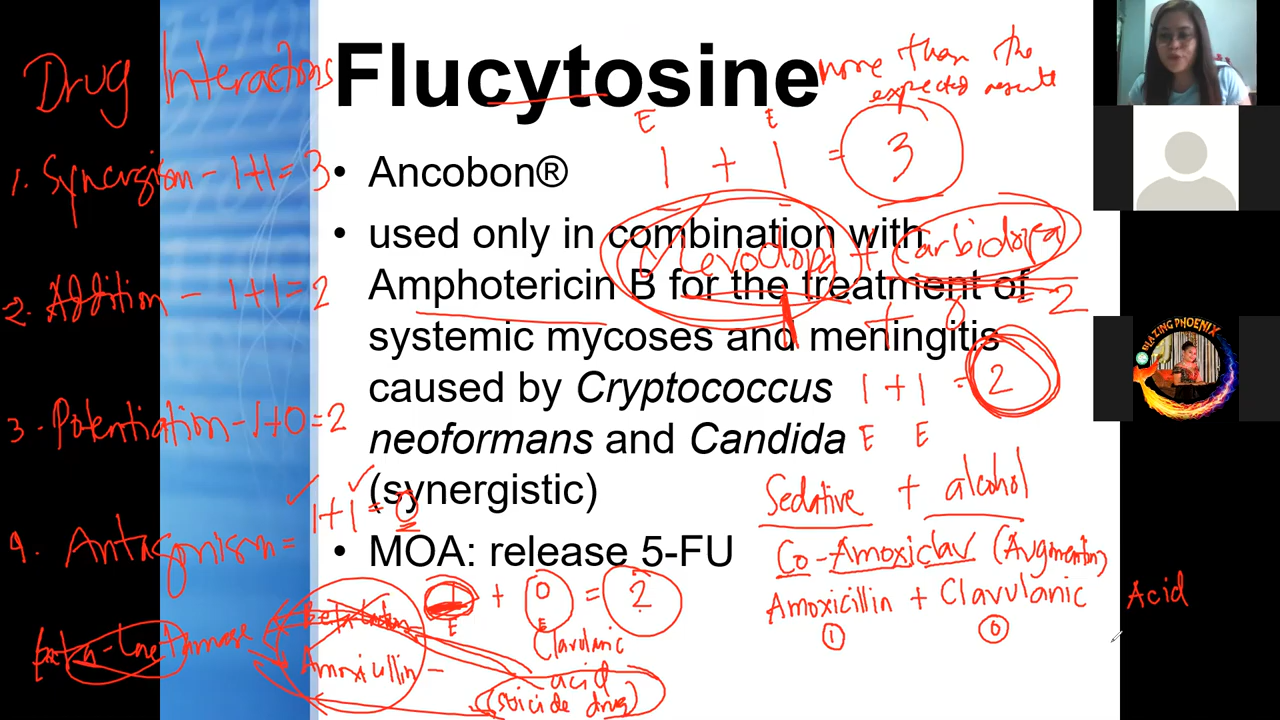 Flucytosine
• Ancobon®
• used only in combination with
Amphotericin B for the treatment of
systemic mycoses and meningitis
caused by Cryptococcus
neoformans and Candida
(synergistic)
• MOA: release 5-FU
Drug Interactions
1. Synergism - 1+1=3
2. Addition - 1+1=2
3. Potentiation - 1+0=2
1+1=0
4. Antagonism =
more than the
expected result
E E
1 + 1 = 3
Levodopa + Carbidopa
1 + 0 = 2
1 + 1 = 2
E E
Sedative + alcohol
Co-Amoxiclav (Augmentin)
Amoxicillin + Clavulanic Acid
1 0
1 + 0 = 2
E E
Clavulanic
acid
(suicide drug)
beta-lactamase
Amoxicillin -
BLAZING PHOENIX